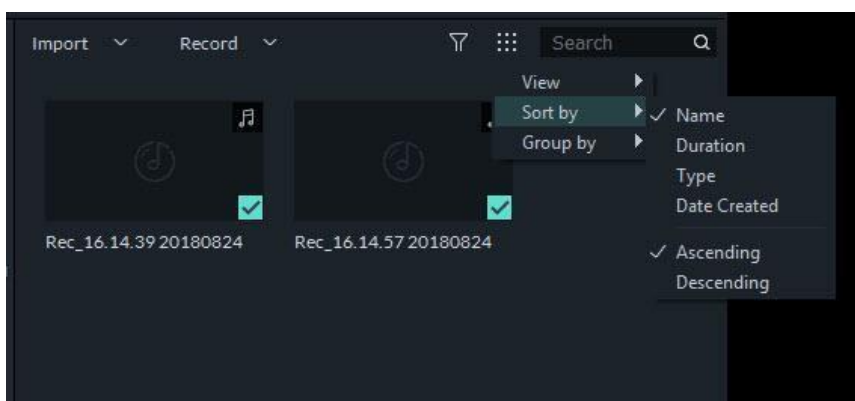 Import Record Search
View
Sort by
Group by
Name
Duration
Type
Date Created
Ascending
Descending
Rec_16.14.39 20180824 Rec_16.14.57 20180824